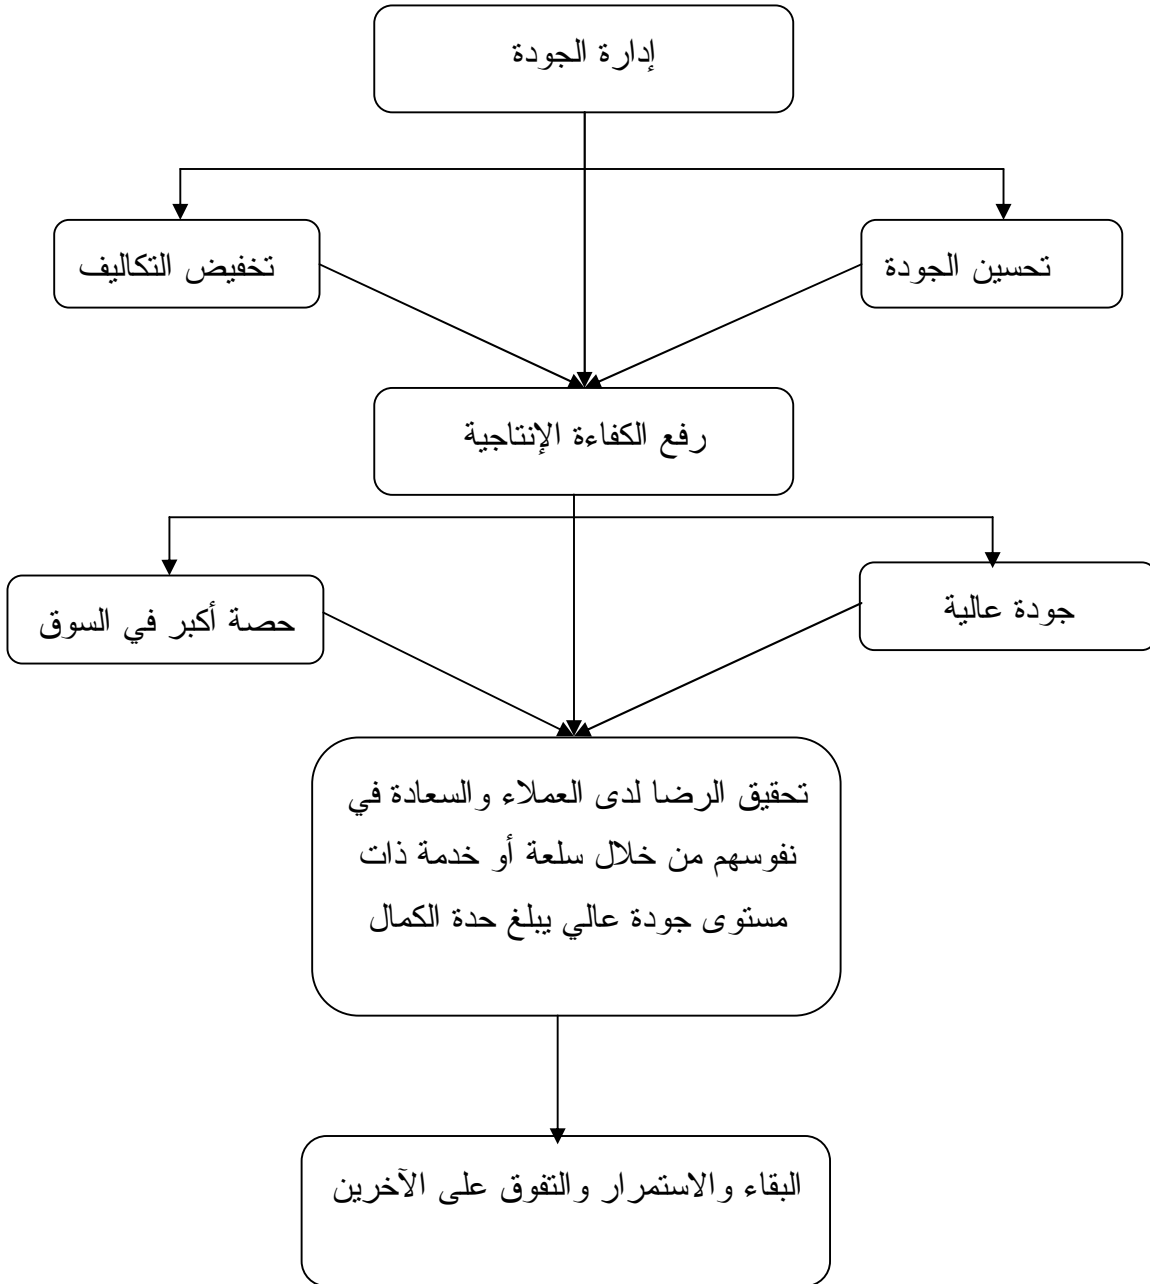 إدارة الجودة
تحسين الجودة
تخفيض التكاليف
رفع الكفاءة الإنتاجية
جودة عالية
حصة أكبر في السوق
تحقيق الرضا لدى العملاء والسعادة في
نفوسهم من خلال سلعة أو خدمة ذات
مستوى جودة عالي يبلغ حدة الكمال
البقاء والاستمرار والتفوق على الآخرين